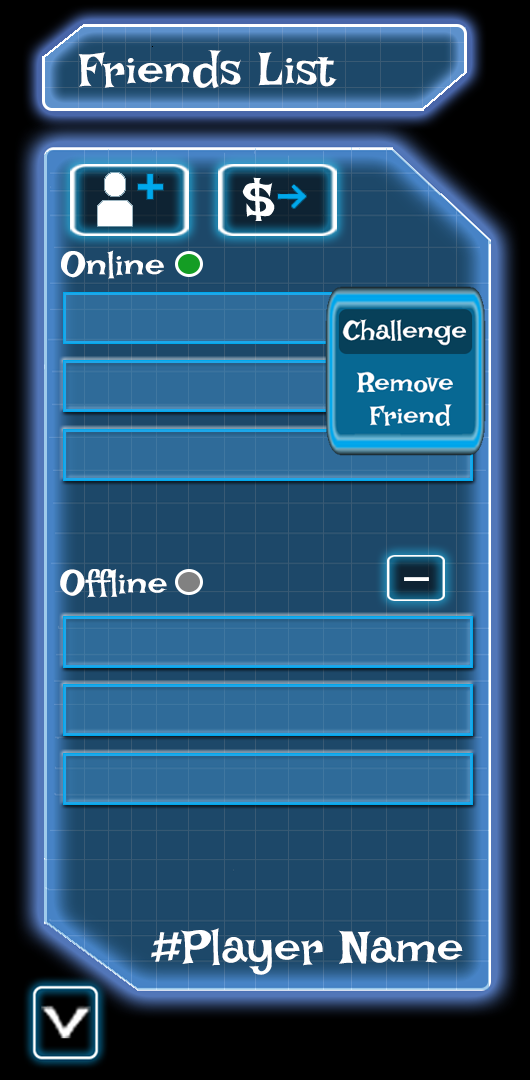 Friends List
$
Online
Challenge
Remove
Friend
Offline
#Player Name
V